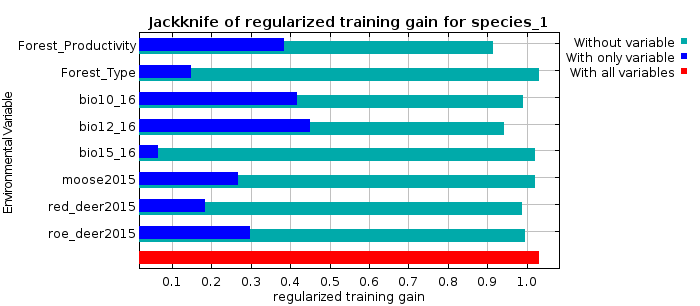 Jackknife of regularized training gain for species_1
Environmental Variable
Forest_Productivity
Forest_Type
bio10_16
bio12_16
bio15_16
moose2015
red_deer2015
roe_deer2015
Without variable
With only variable
With all variables
0.1 0.2 0.3 0.4 0.5 0.6 0.7 0.8 0.9 1.0
regularized training gain